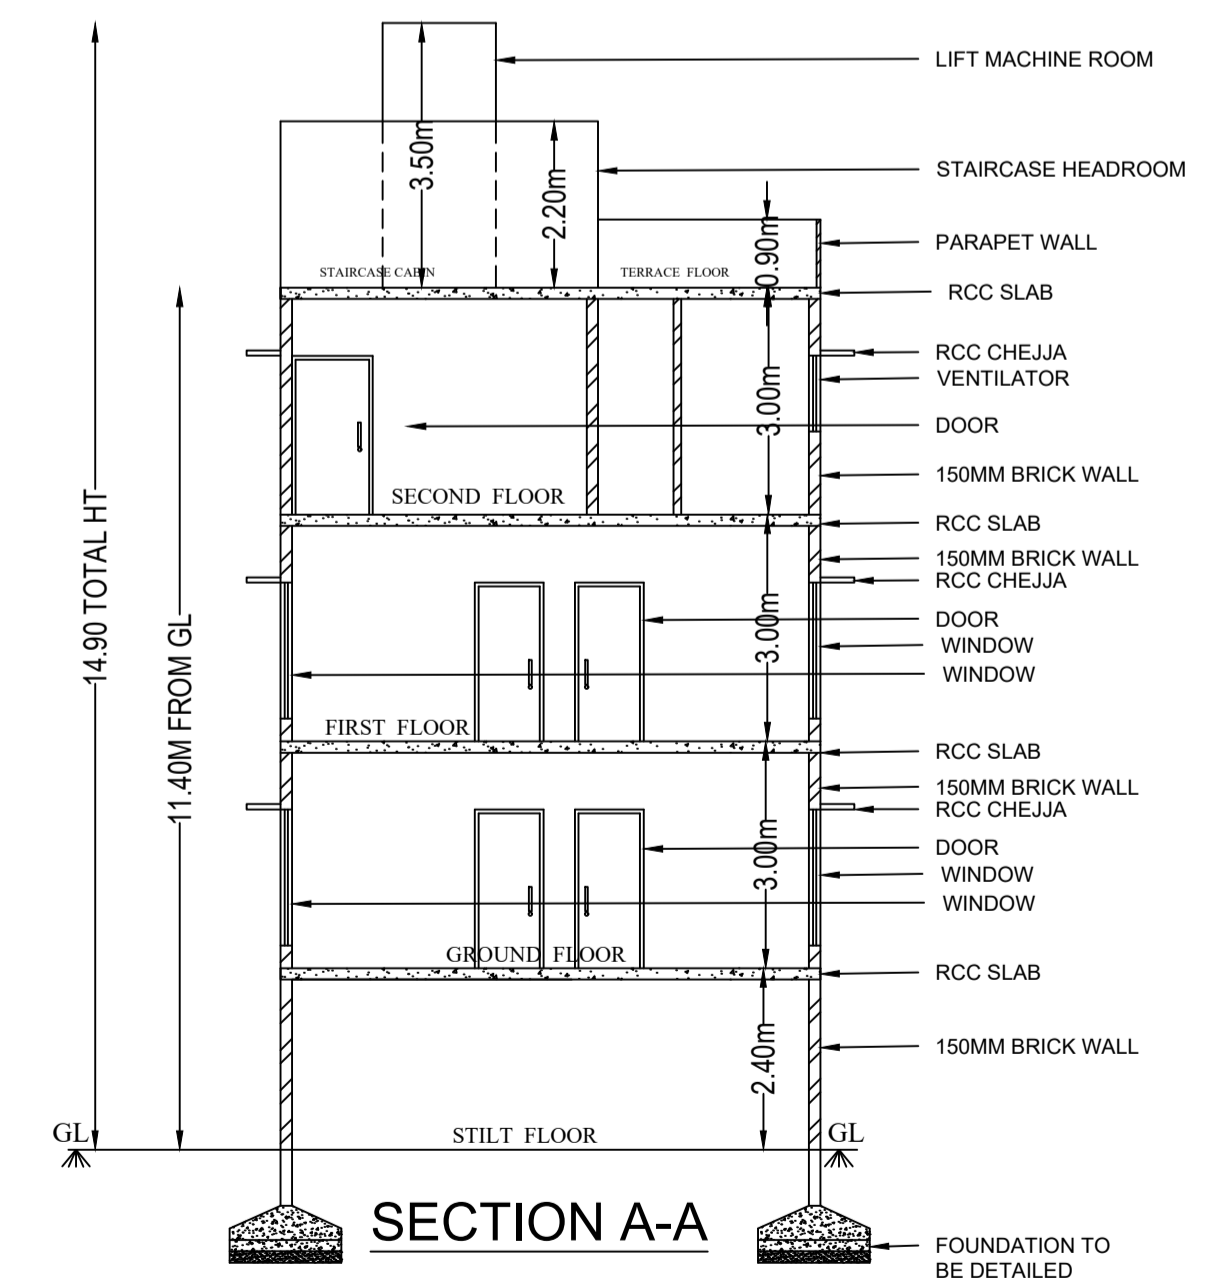 LIFT MACHINE ROOM
3.50m
STAIRCASE HEADROOM
2.20m
PARAPET WALL
0.90m
STAIRCASE CABIN
TERRACE FLOOR
RCC SLAB
RCC CHEJJA
VENTILATOR
3.00m
DOOR
150MM BRICK WALL
SECOND FLOOR
RCC SLAB
14.90 TOTAL HT
150MM BRICK WALL
RCC CHEJJA
DOOR
3.00m
WINDOW
WINDOW
11.40M FROM GL
FIRST FLOOR
RCC SLAB
150MM BRICK WALL
RCC CHEJJA
DOOR
3.00m
WINDOW
WINDOW
GROUND FLOOR
RCC SLAB
2.40m
150MM BRICK WALL
GL
STILT FLOOR
GL
SECTION A-A
FOUNDATION TO
BE DETAILED